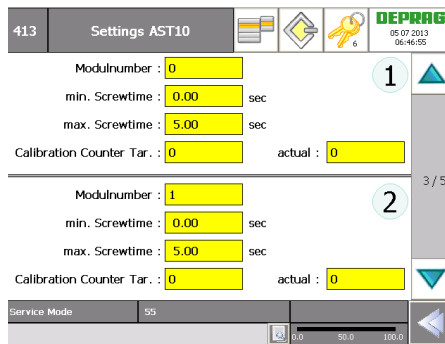 413 Settings AST10 6 DEPRAG
05 07 2013
06:46:55
Modulnumber : 0 1
min. Screwtime : 0.00 sec
max. Screwtime : 5.00 sec
Calibration Counter Tar. : 0 actual : 0
3 / 5
Modulnumber : 1 2
min. Screwtime : 0.00 sec
max. Screwtime : 5.00 sec
Calibration Counter Tar. : 0 actual : 0
Service Mode 55
0.0 50.0 100.0